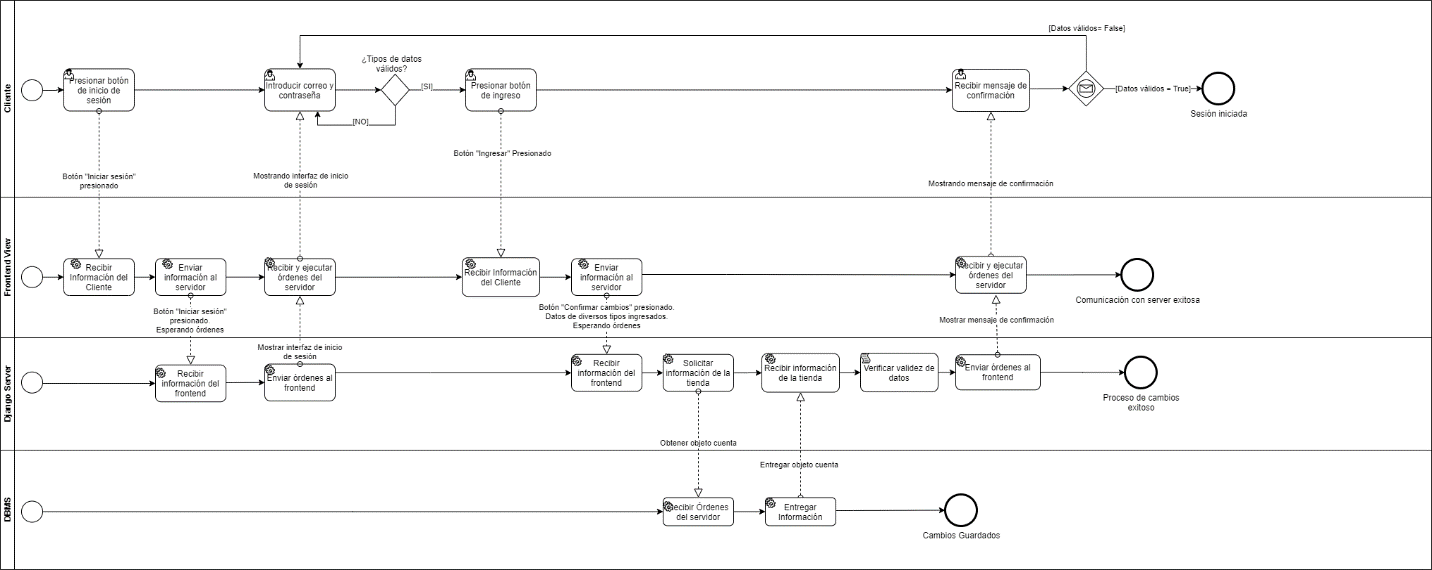 [Datos válidos= False]
Cliente
Presionar botón
de inicio de
sesión
Introducir correo y
contraseña
¿Tipos de datos
válidos?
[SI]
[NO]
Presionar botón
de ingreso
Recibir mensaje de
confirmación
[Datos válidos = True]
Sesión iniciada
Botón "Iniciar sesión"
presionado
Mostrando interfaz de inicio
de sesión
Botón "Ingresar" Presionado
Mostrando mensaje de confirmación
Frontend View
Recibir
Información del
Cliente
Enviar
información al
servidor
Recibir y ejecutar
órdenes del
servidor
Recibir Información
del Cliente
Enviar
información al
servidor
Recibir y ejecutar
órdenes del
servidor
Comunicación con server exitosa
Botón "Iniciar sesión"
presionado
Esperando órdenes
Mostrar interfaz de inicio
de sesión
Botón "Confirmar cambios" presionado.
Datos de diversos tipos ingresados.
Esperando órdenes
Mostrar mensaje de confirmación
Django Server
Recibir
información del
frontend
Enviar órdenes al
frontend
Recibir
información del
frontend
Solicitar
información de la
tienda
Recibir información
de la tienda
Verificar validez de
datos
Enviar órdenes al
frontend
Proceso de cambios
exitoso
Obtener objeto cuenta
Entregar objeto cuenta
DBMS
Recibir Órdenes
del servidor
Entregar
Información
Cambios Guardados